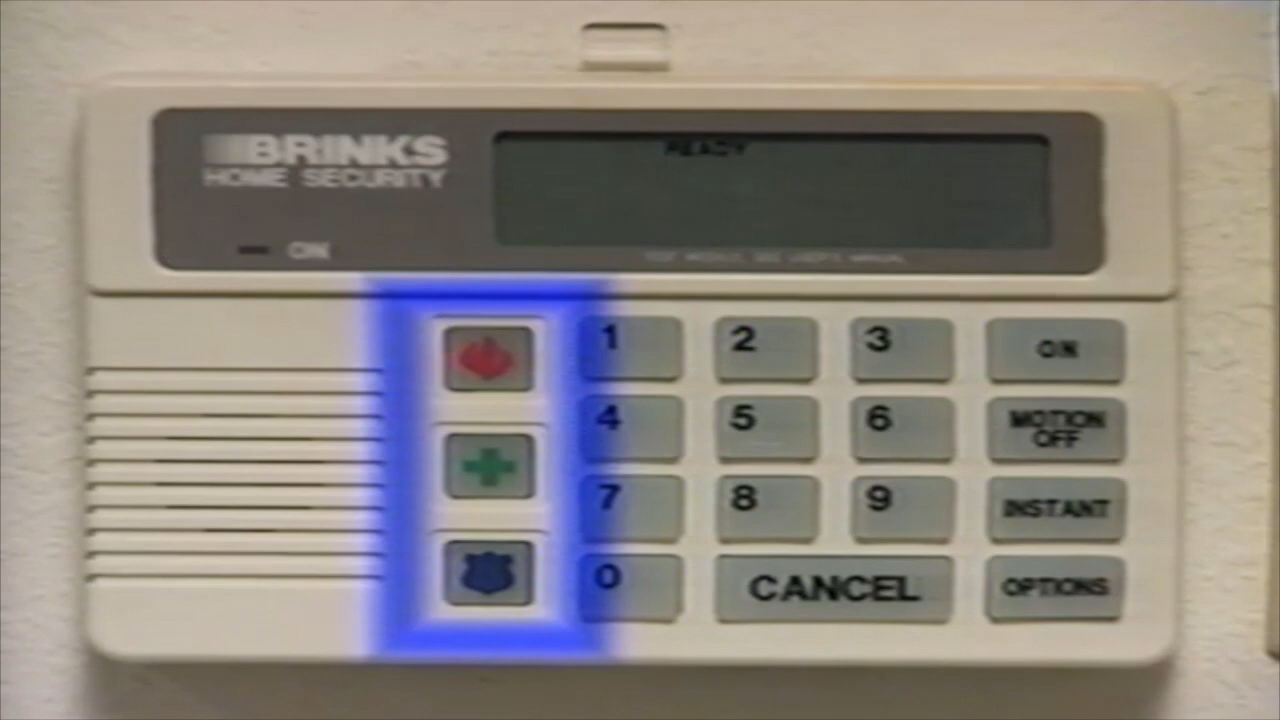 BRINKS
HOME SECURITY
READY
ON
1 2 3 ON
4 5 6 MOTION OFF
7 8 9 INSTANT
0 CANCEL OPTIONS